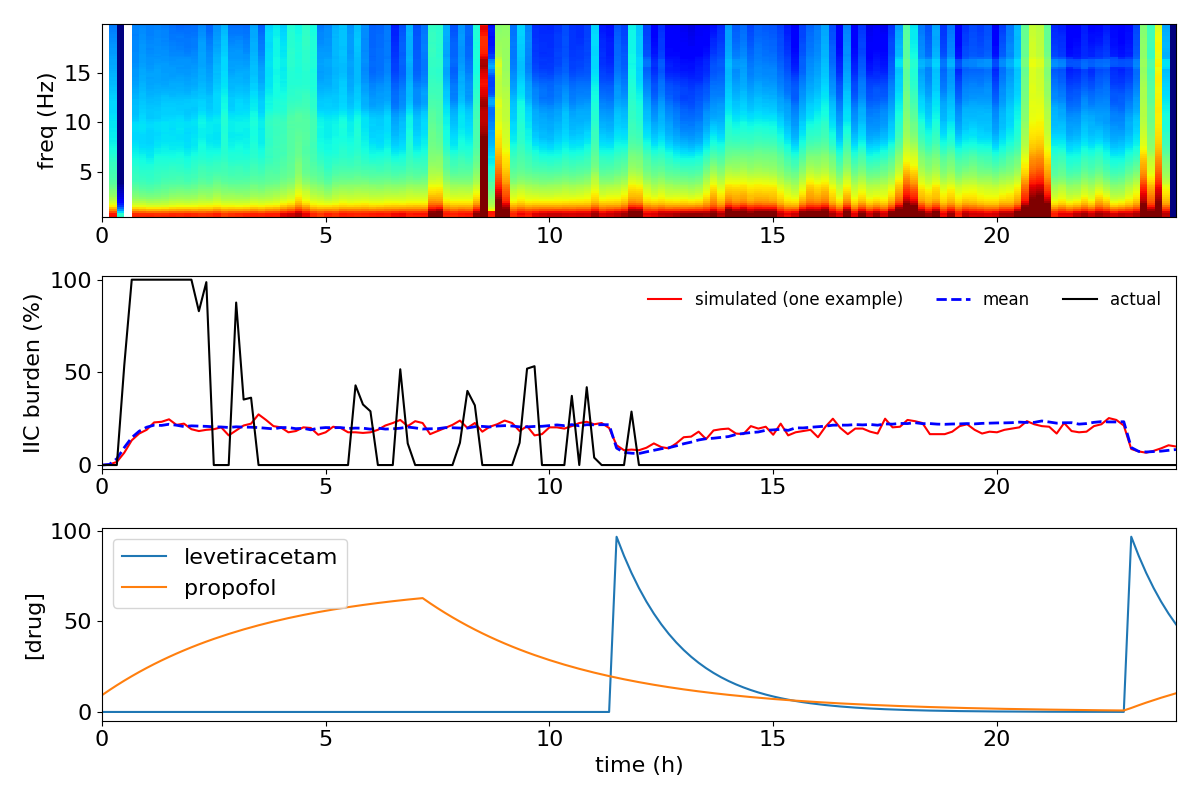 freq (Hz)
15
10
5
0 5 10 15 20
IIC burden (%)
100
50
0
simulated (one example) mean actual
0 5 10 15 20
[drug]
100
50
0
levetiracetam
propofol
0 5 10 15 20
time (h)